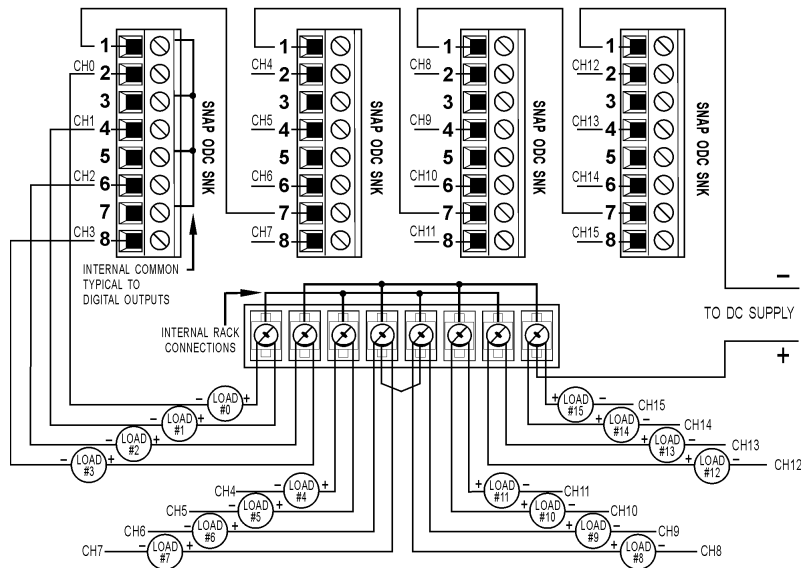 1
CH0 2
3
CH1 4
5
CH2 6
7
CH3 8
SNAP ODC SNK
1
CH4 2
3
CH5 4
5
CH6 6
7
CH7 8
SNAP ODC SNK
1
CH8 2
3
CH9 4
5
CH10 6
7
CH11 8
SNAP ODC SNK
1
CH12 2
3
CH13 4
5
CH14 6
7
CH15 8
SNAP ODC SNK
INTERNAL COMMON
TYPICAL TO
DIGITAL OUTPUTS
INTERNAL RACK
CONNECTIONS
−
TO DC SUPPLY
+
− LOAD #0 +
− LOAD #1 +
− LOAD #2 +
− LOAD #3 +
CH4 − LOAD #4 +
CH5 − LOAD #5 +
CH6 − LOAD #6 +
CH7 − LOAD #7 +
+ LOAD #15 − CH15
+ LOAD #14 − CH14
+ LOAD #13 − CH13
+ LOAD #12 − CH12
+ LOAD #11 − CH11
+ LOAD #10 − CH10
+ LOAD #9 − CH9
+ LOAD #8 − CH8